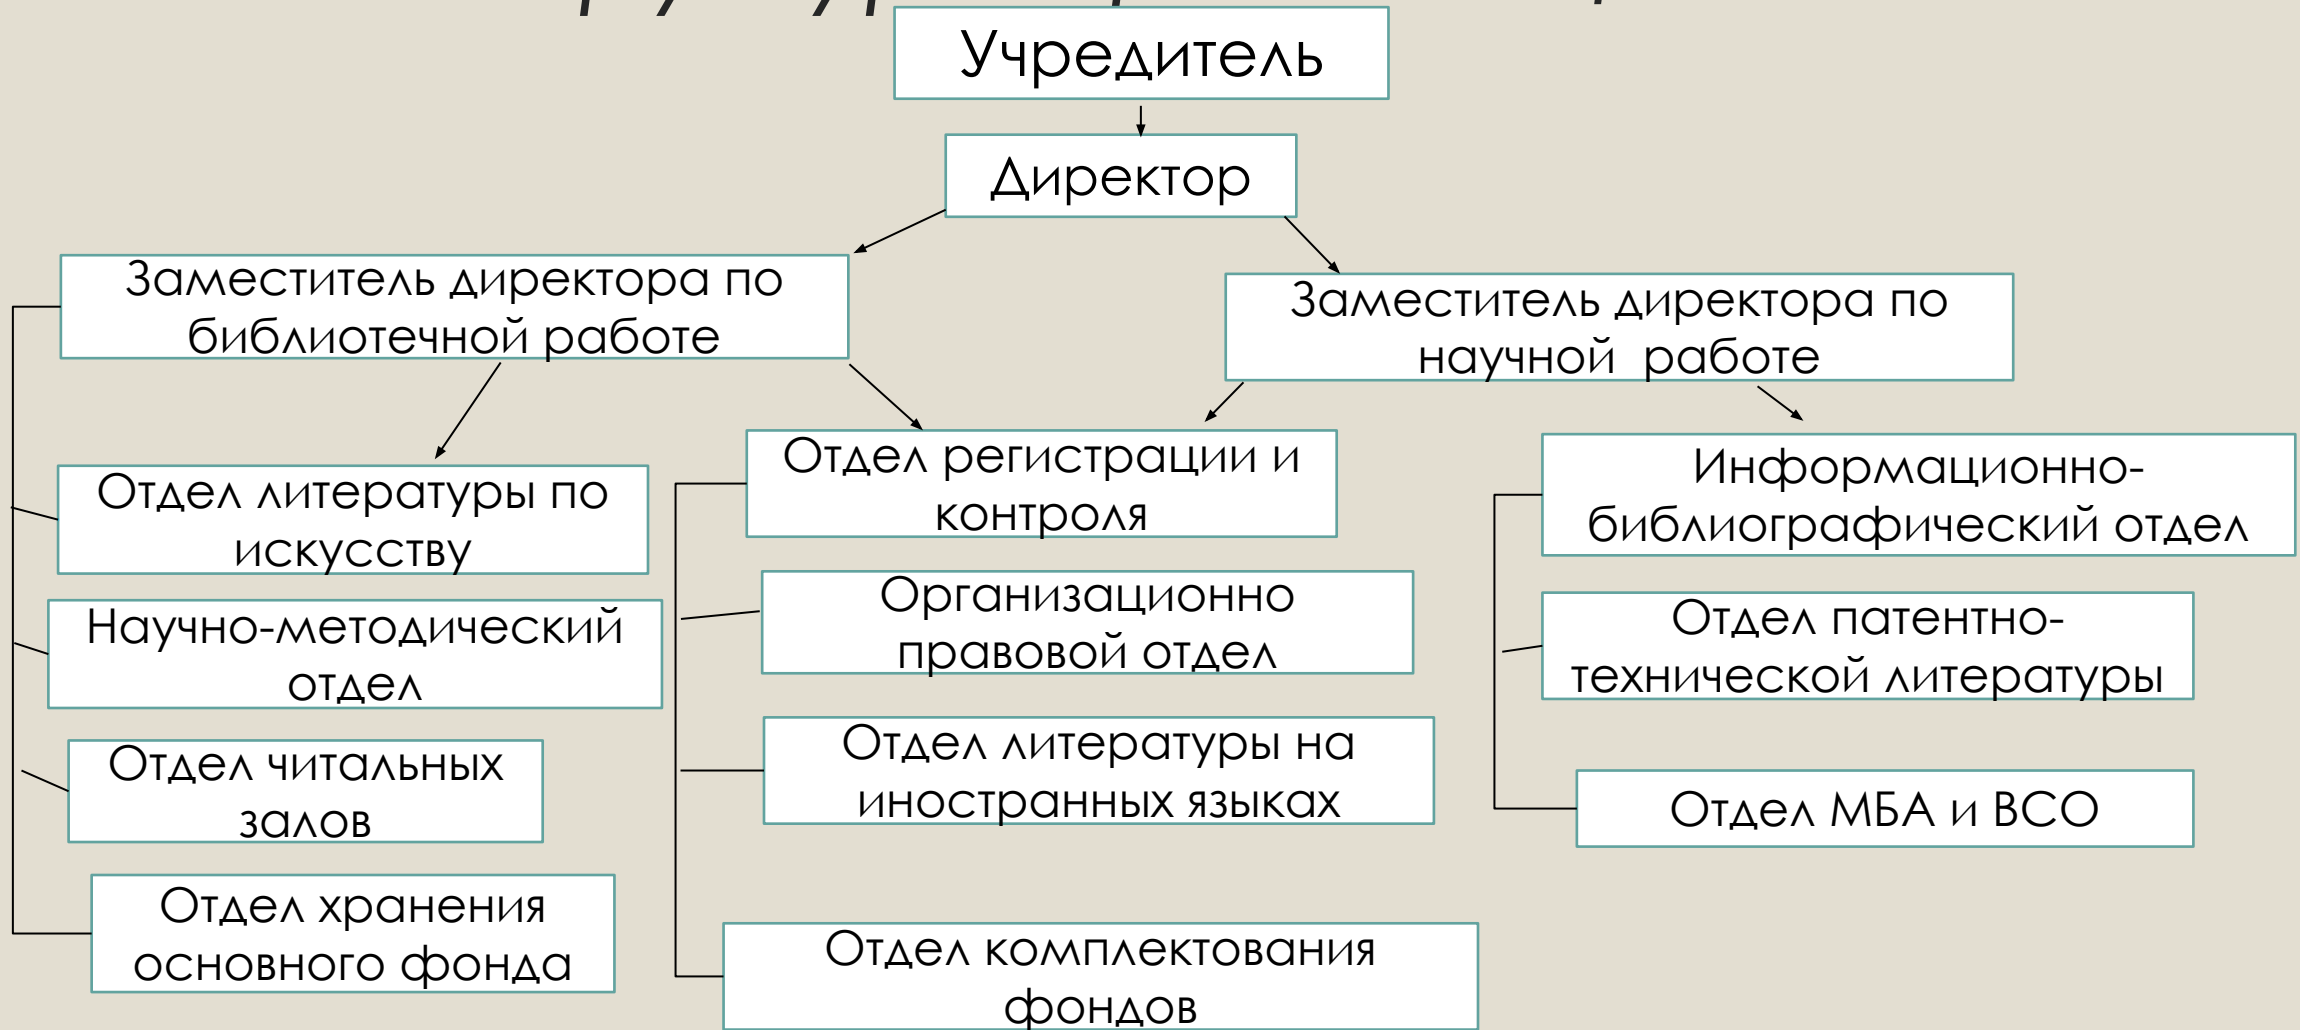 Учредитель
Директор
Заместитель директора по
библиотечной работе
Заместитель директора по
научной работе
Отдел литературы по
искусству
Научно-методический
отдел
Отдел читальных
залов
Отдел хранения
основного фонда
Отдел регистрации и
контроля
Организационно
правовой отдел
Отдел литературы на
иностранных языках
Отдел комплектования
фондов
Информационно-
библиографический отдел
Отдел патентно-
технической литературы
Отдел МБА и ВСО